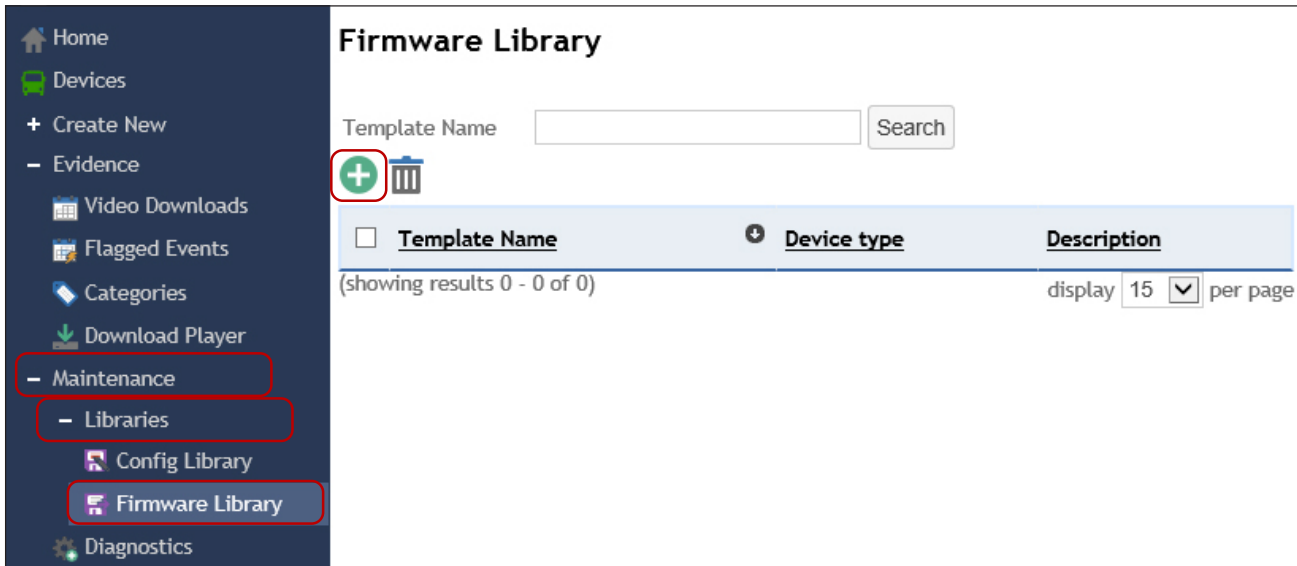 Home
Devices
+ Create New
– Evidence
Video Downloads
Flagged Events
Categories
Download Player
– Maintenance
– Libraries
Config Library
Firmware Library
Diagnostics
Firmware Library
Template Name Search
Template Name Device type Description
(showing results 0 - 0 of 0)
display 15 per page